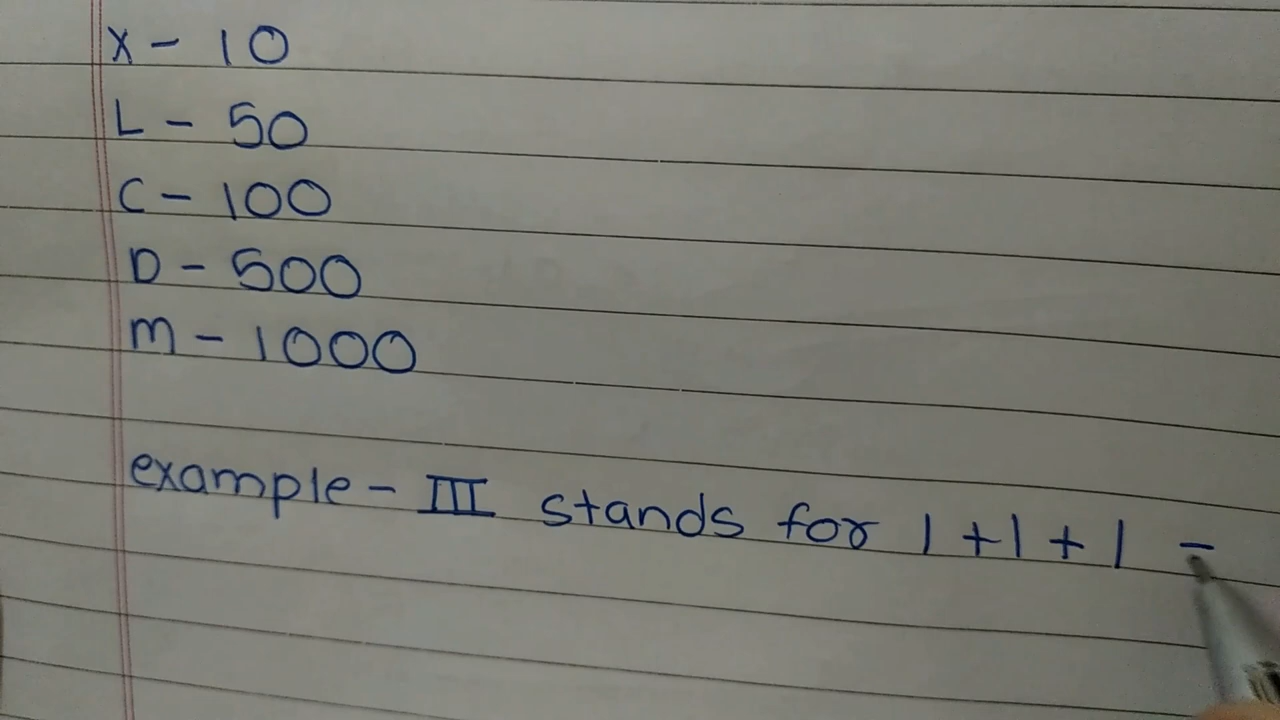 X - 10
L - 50
C - 100
D - 500
m - 1000
example - III stands for 1 + 1 + 1 -